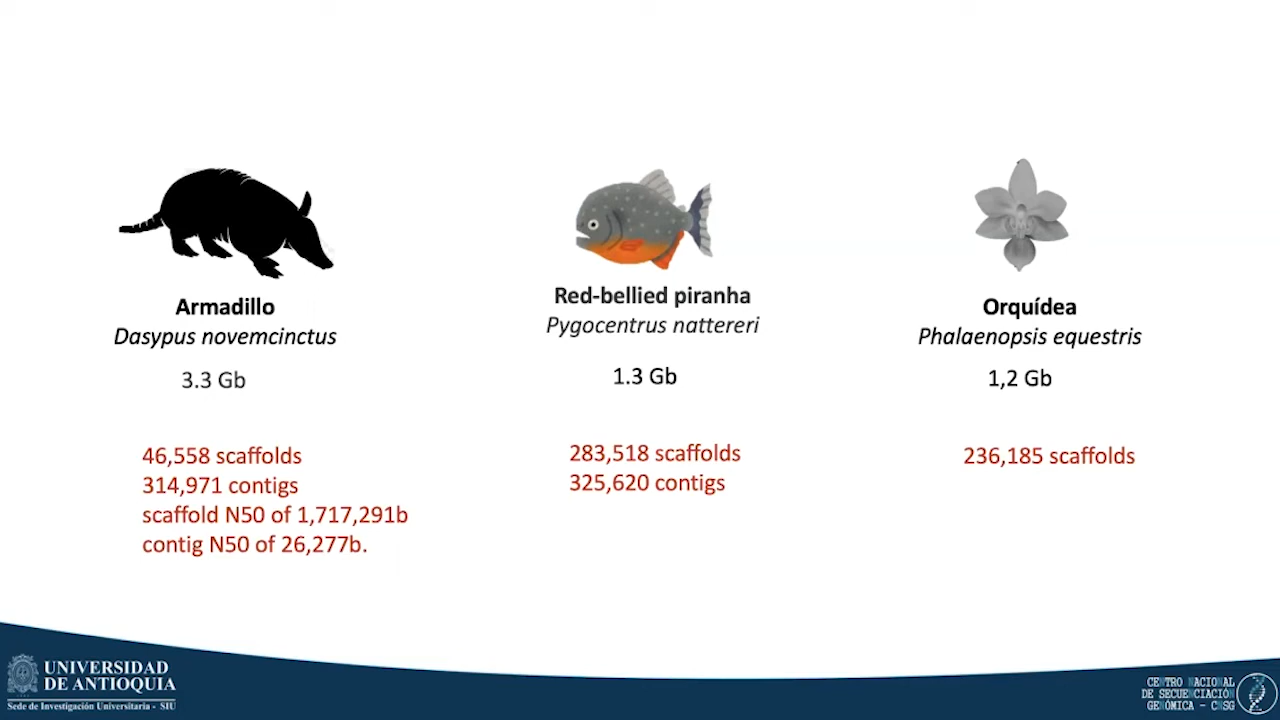 Armadillo
Dasypus novemcinctus
3.3 Gb
46,558 scaffolds
314,971 contigs
scaffold N50 of 1,717,291b
contig N50 of 26,277b.
Red-bellied piranha
Pygocentrus nattereri
1.3 Gb
283,518 scaffolds
325,620 contigs
Orquídea
Phalaenopsis equestris
1,2 Gb
236,185 scaffolds
UNIVERSIDAD
DE ANTIOQUIA
Sede de Investigación Universitaria - SIU
CENTRO NACIONAL
DE SECUENCIACIÓN
GENÓMICA - CNSG